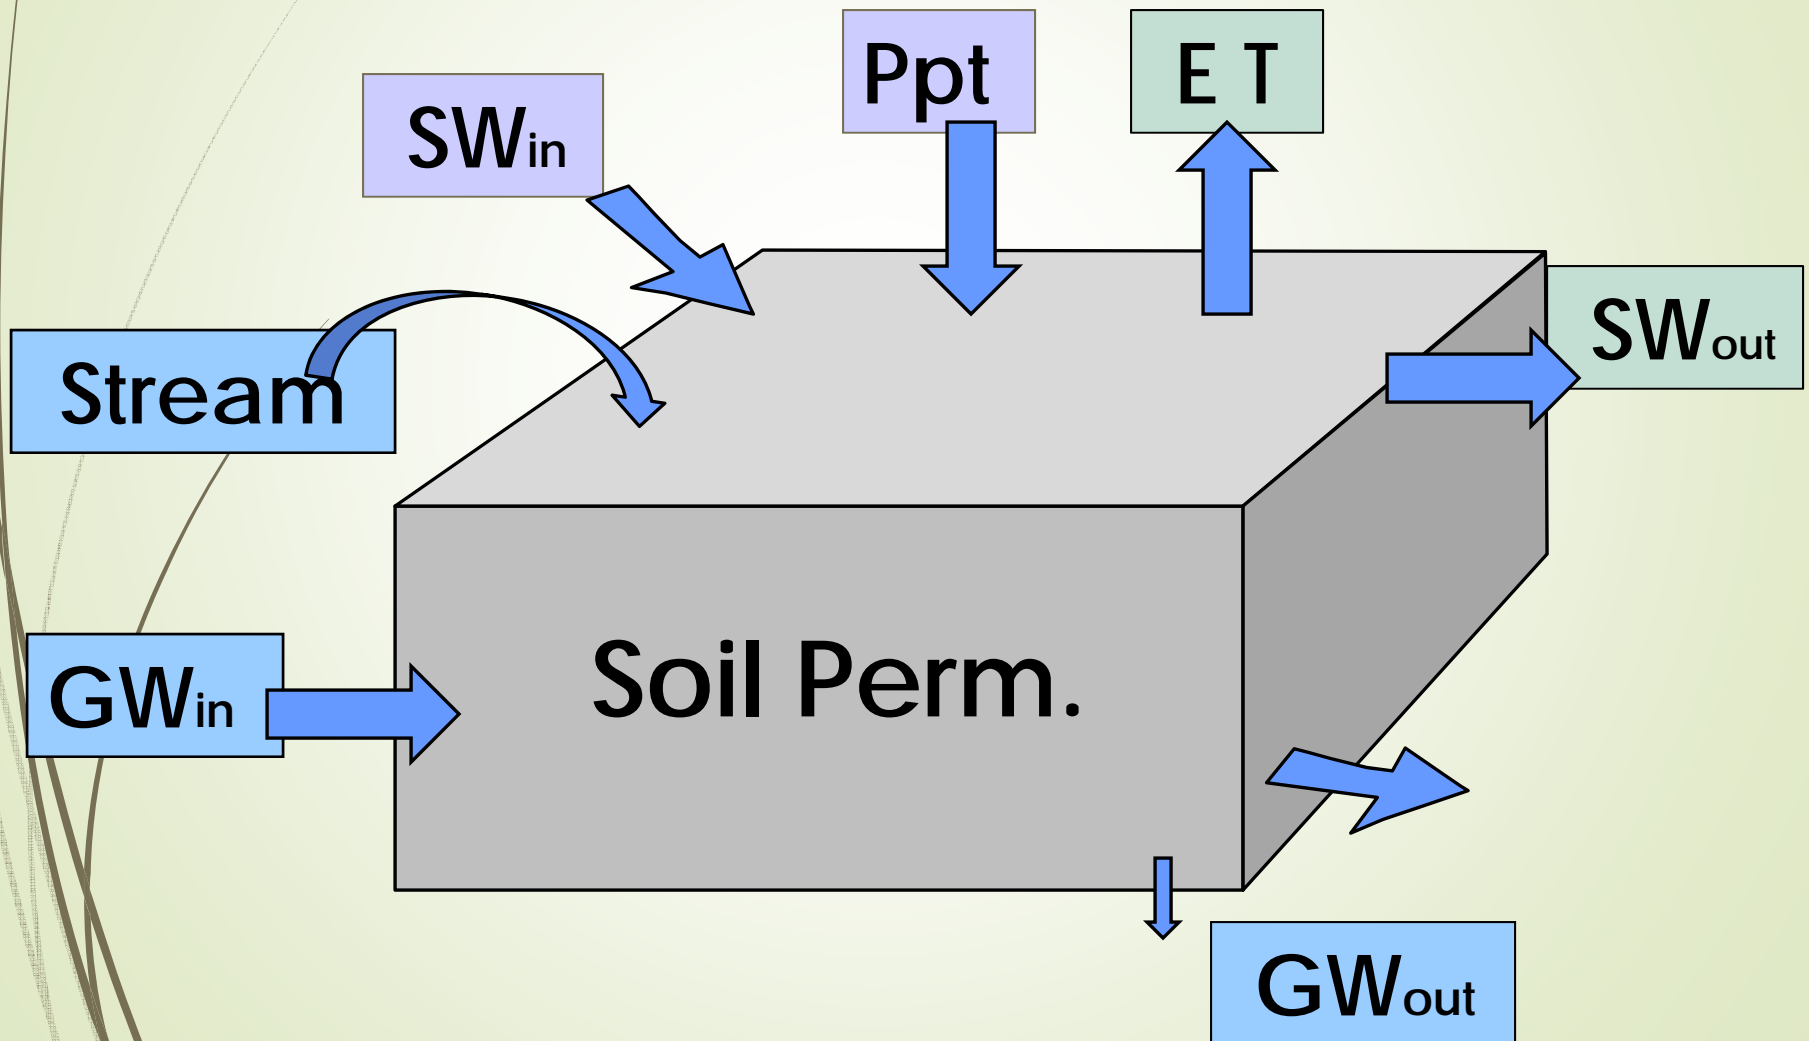 Ppt
E T
SWin
SWout
Stream
GWin
Soil Perm.
GWout